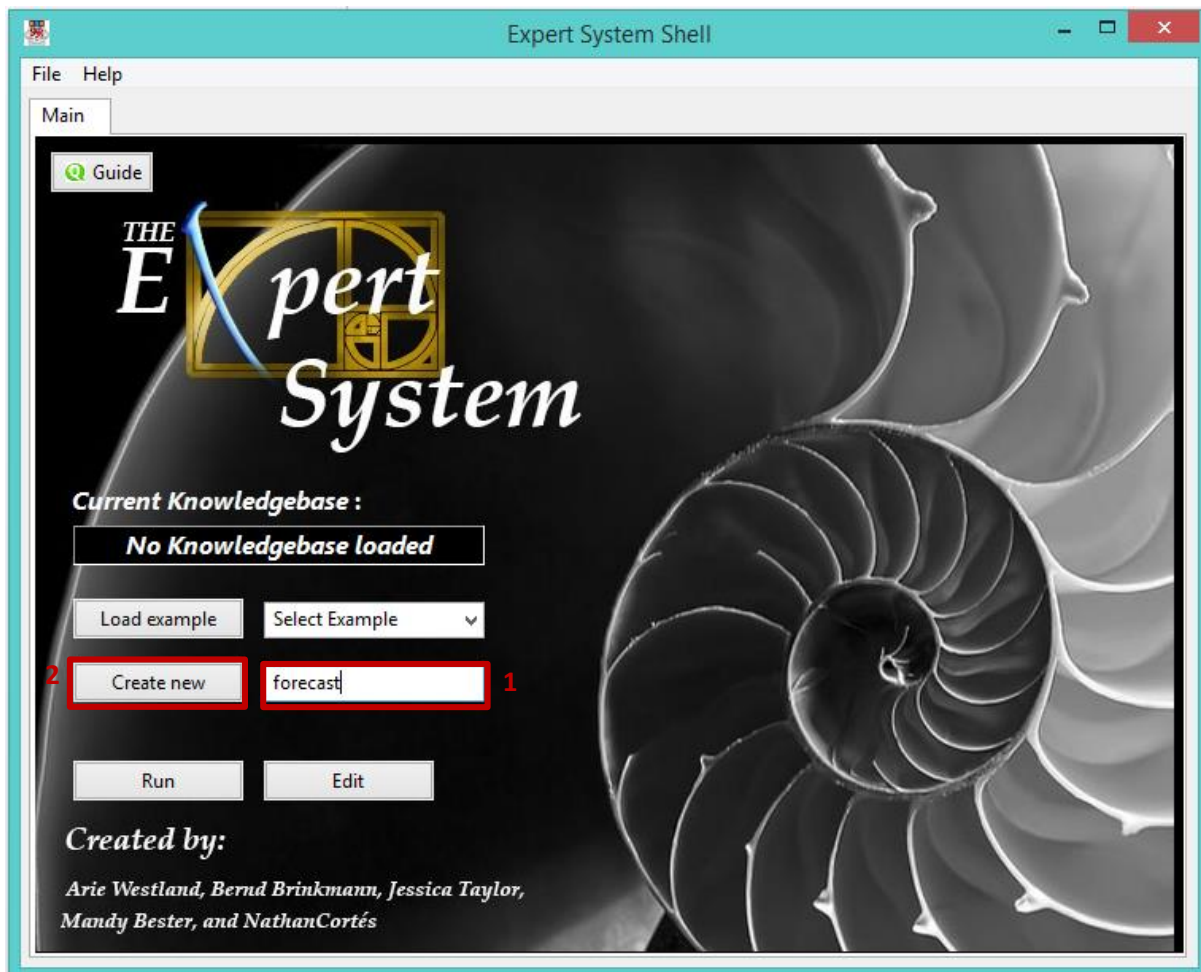 Expert System Shell
File Help
Main
Guide
THE
Expert
System
Current Knowledgebase :
No Knowledgebase loaded
Load example Select Example
2 Create new forecast 1
Run Edit
Created by:
Arie Westland, Bernd Brinkmann, Jessica Taylor,
Mandy Bester, and NathanCortés